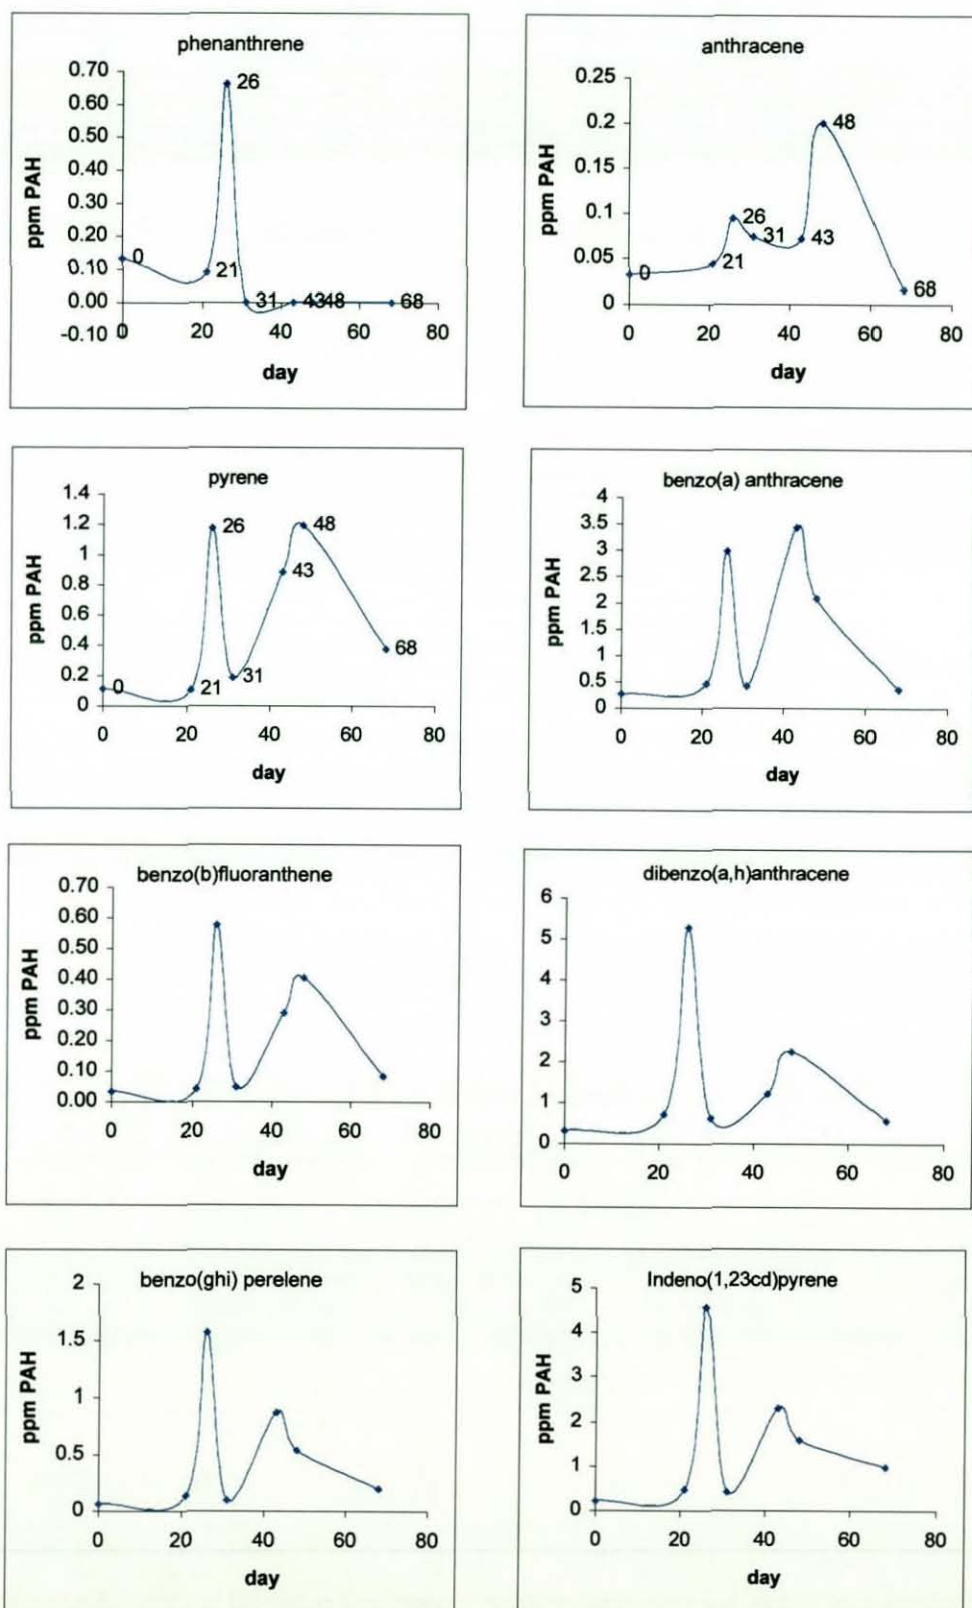 phenanthrene
0.70
0.60
0.50
0.40
0.30
0.20
0.10
0.00
-0.10
ppm PAH
0
21
26
31
43
48
68
0 20 40 60 80
day
anthracene
0.25
0.2
0.15
0.1
0.05
0
ppm PAH
0
21
26
31
43
48
68
0 20 40 60 80
day
pyrene
1.4
1.2
1
0.8
0.6
0.4
0.2
0
ppm PAH
0
21
26
31
43
48
68
0 20 40 60 80
day
benzo(a) anthracene
4
3.5
3
2.5
2
1.5
1
0.5
0
ppm PAH
0 20 40 60 80
day
benzo(b)fluoranthene
0.70
0.60
0.50
0.40
0.30
0.20
0.10
0.00
ppm PAH
0 20 40 60 80
day
dibenzo(a,h)anthracene
6
5
4
3
2
1
0
0 20 40 60 80
benzo(ghi) perelene
2
1.5
1
0.5
0
ppm PAH
0 20 40 60 80
day
Indeno(1,23cd)pyrene
5
4
3
2
1
0
ppm PAH
0 20 40 60 80
day